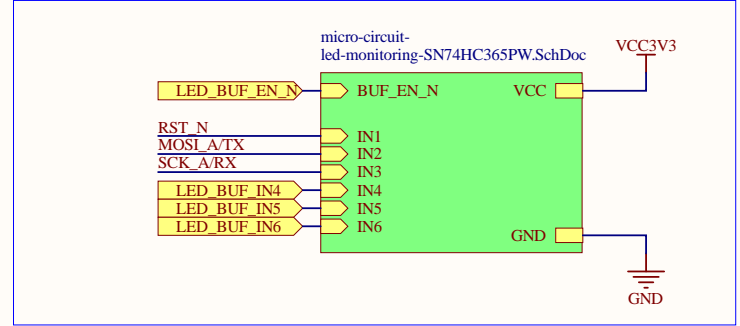 micro-circuit-
led-monitoring-SN74HC365PW.SchDoc
VCC3V3
LED_BUF_EN_N
BUF_EN_N
VCC
RST_N
IN1
MOSI_A/TX
IN2
SCK_A/RX
IN3
LED_BUF_IN4
IN4
LED_BUF_IN5
IN5
LED_BUF_IN6
IN6
GND
GND